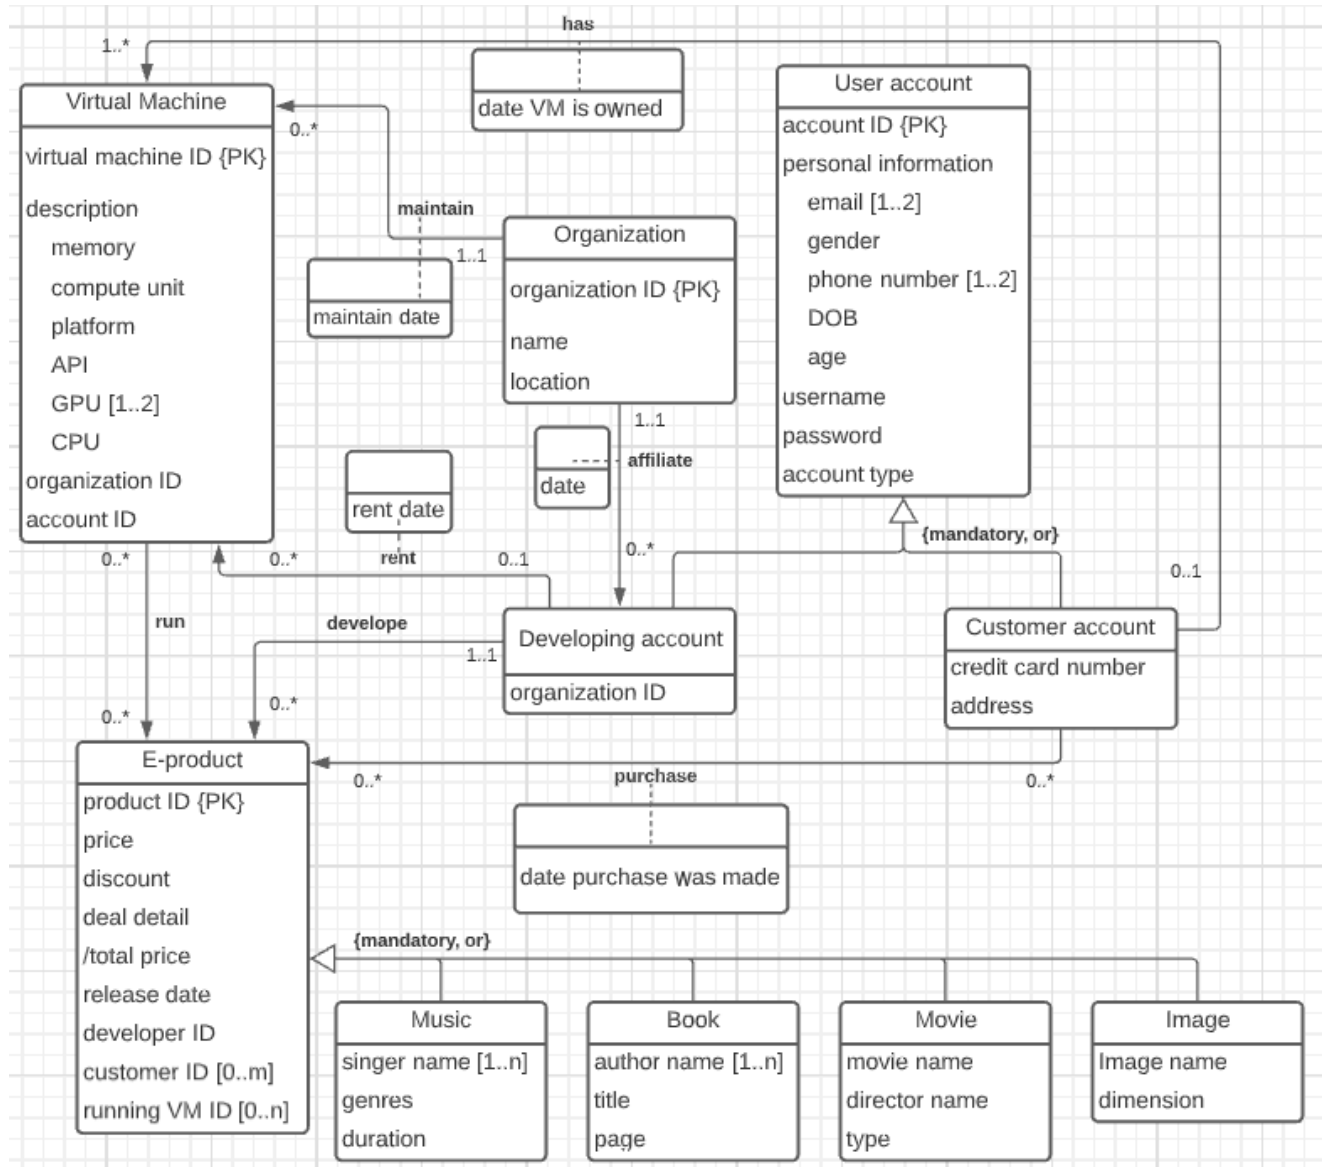 has
1..*
date VM is owned
Virtual Machine
virtual machine ID {PK}
description
memory
compute unit
platform
API
GPU [1..2]
CPU
organization ID
account ID
0..*
maintain
1..1
maintain date
Organization
organization ID {PK}
name
location
User account
account ID {PK}
personal information
email [1..2]
gender
phone number [1..2]
DOB
age
username
password
account type
{mandatory, or}
1..1
affiliate
date
0..*
rent date
rent
0..*
0..1
0..1
0..*
run
0..*
develope
1..1
0..*
Developing account
organization ID
Customer account
credit card number
address
0..*
purchase
0..*
date purchase was made
E-product
product ID {PK}
price
discount
deal detail
/total price
release date
developer ID
customer ID [0..m]
running VM ID [0..n]
{mandatory, or}
Music
singer name [1..n]
genres
duration
Book
author name [1..n]
title
page
Movie
movie name
director name
type
Image
Image name
dimension